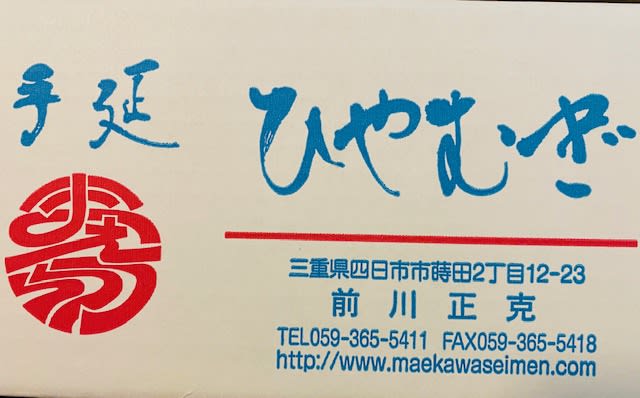 手延 ひやむぎ
三重県四日市市蒔田2丁目12-23
前川正克
TEL059-365-5411 FAX059-365-5418
http://www.maekawaseimen.com